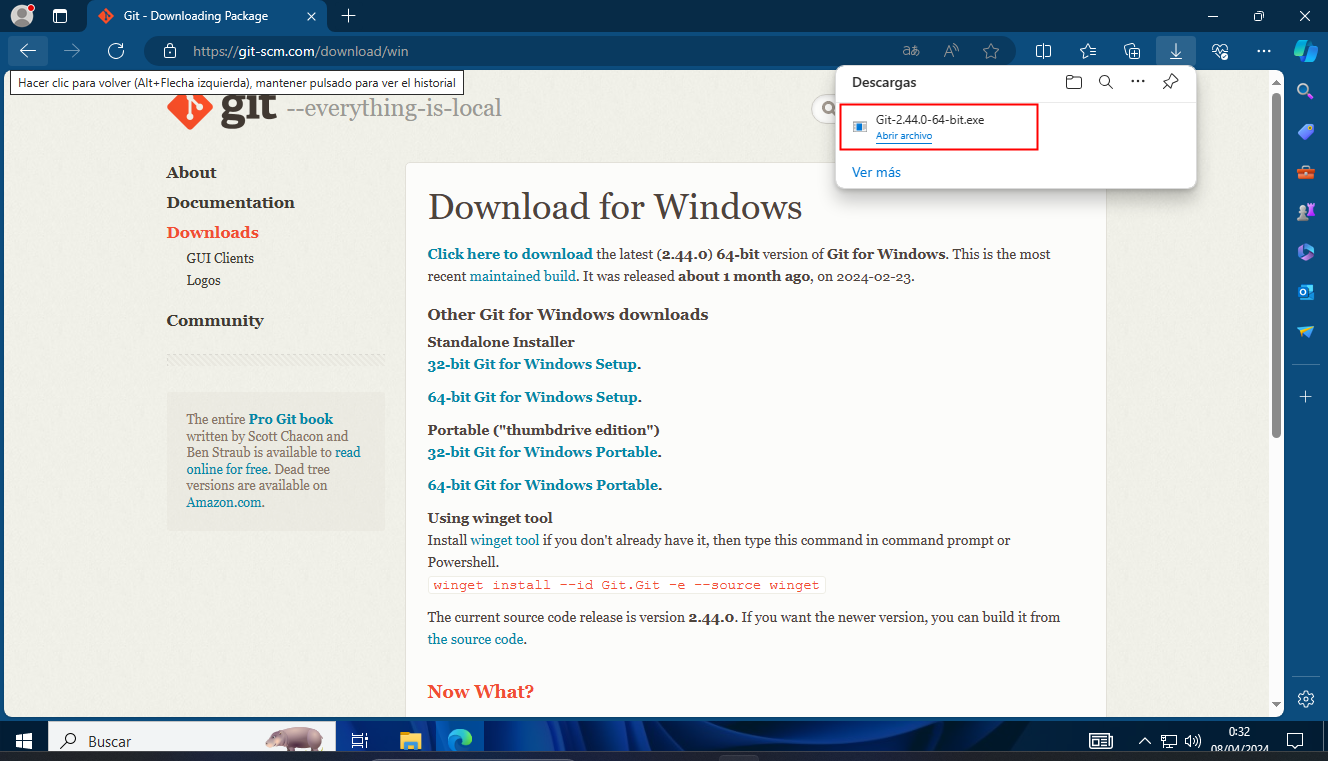 Git - Downloading Package
https://git-scm.com/download/win
Hacer clic para volver (Alt+Flecha izquierda), mantener pulsado para ver el historial
git --everything-is-local
Descargas
Git-2.44.0-64-bit.exe
Abrir archivo
Ver más
About
Documentation
Downloads
GUI Clients
Logos
Community
The entire Pro Git book
written by Scott Chacon and
Ben Straub is available to read
online for free. Dead tree
versions are available on
Amazon.com.
Download for Windows
Click here to download the latest (2.44.0) 64-bit version of Git for Windows. This is the most
recent maintained build. It was released about 1 month ago, on 2024-02-23.
Other Git for Windows downloads
Standalone Installer
32-bit Git for Windows Setup.
64-bit Git for Windows Setup.
Portable ("thumbdrive edition")
32-bit Git for Windows Portable.
64-bit Git for Windows Portable.
Using winget tool
Install winget tool if you don't already have it, then type this command in command prompt or
Powershell.
winget install --id Git.Git -e --source winget
The current source code release is version 2.44.0. If you want the newer version, you can build it from
the source code.
Now What?
Buscar
0:32
08/04/2024